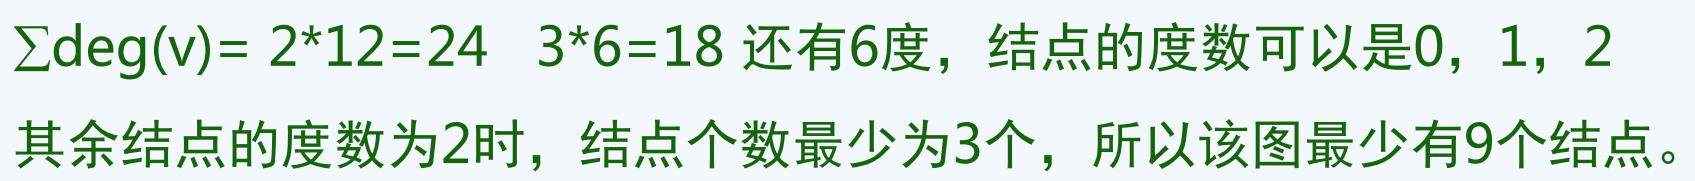 ∑deg(v)= 2*12=24 3*6=18 还有6度，结点的度数可以是0，1，2
其余结点的度数为2时，结点个数最少为3个，所以该图最少有9个结点。